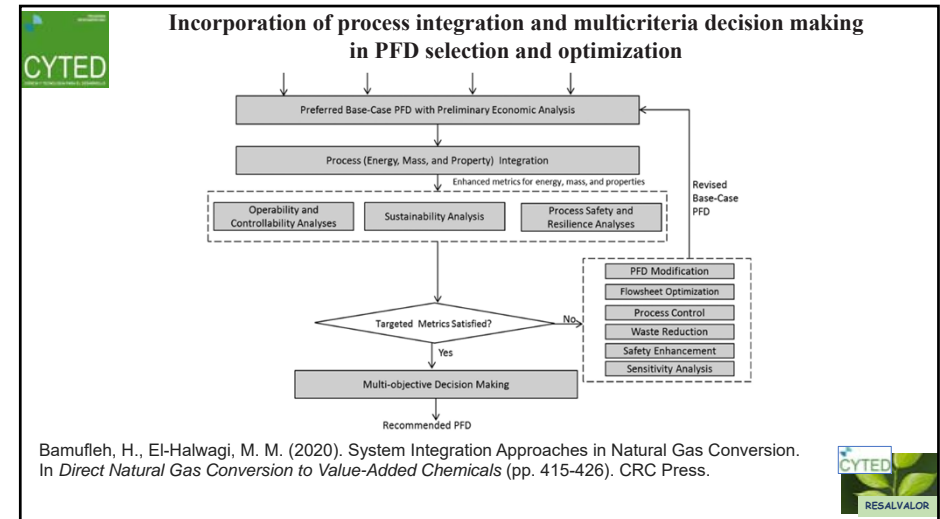 Incorporation of process integration and multicriteria decision making
in PFD selection and optimization
CYTED
Preferred Base-Case PFD with Preliminary Economic Analysis
Process (Energy, Mass, and Property) Integration
Enhanced metrics for energy, mass, and properties
Revised
Base-Case
PFD
Operability and
Controllability Analyses
Sustainability Analysis
Process Safety and
Resilience Analyses
PFD Modification
Flowsheet Optimization
Process Control
Waste Reduction
Safety Enhancement
Sensitivity Analysis
Targeted Metrics Satisfied?
No
Yes
Multi-objective Decision Making
Recommended PFD
Bamufleh, H., El-Halwagi, M. M. (2020). System Integration Approaches in Natural Gas Conversion.
In Direct Natural Gas Conversion to Value-Added Chemicals (pp. 415-426). CRC Press.
CYTED
RESALVALOR